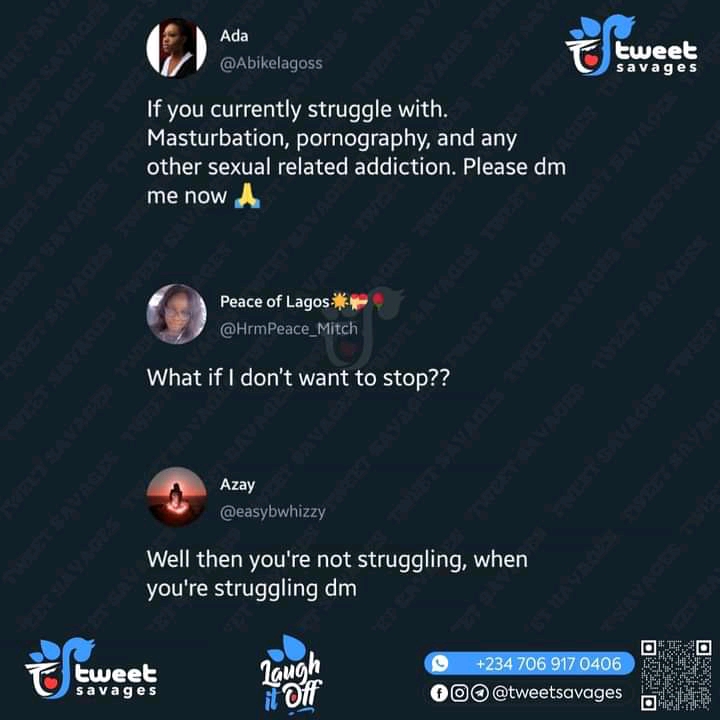 Ada
@Abikelagoss
tweet
savages
If you currently struggle with.
Masturbation, pornography, and any
other sexual related addiction. Please dm
me now 🙏
Peace of Lagos☀️💝🌹
@HrmPeace_Mitch
What if I don't want to stop??
Azay
@easybwhizzy
Well then you're not struggling, when
you're struggling dm
tweet
savages
Laugh
it Off
+234 706 917 0406
@tweetsavages